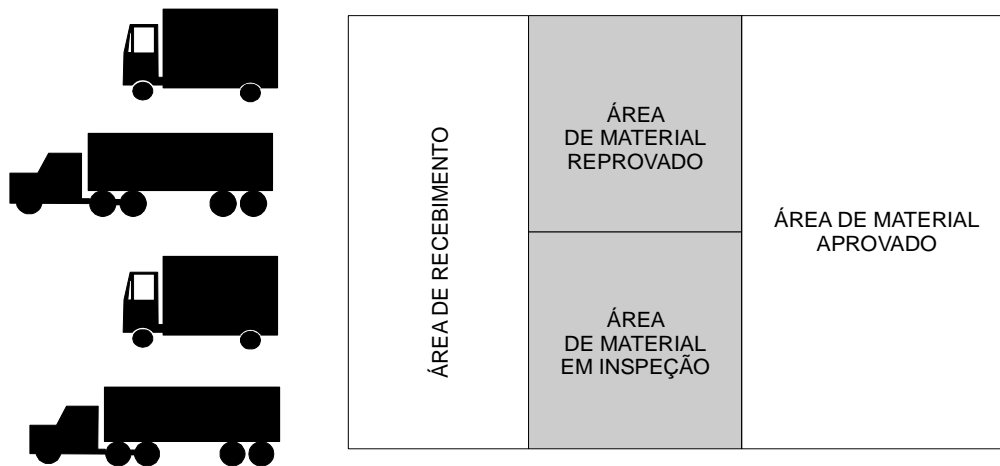 ÁREA DE RECEBIMENTO
ÁREA
DE MATERIAL
REPROVADO
ÁREA
DE MATERIAL
EM INSPEÇÃO
ÁREA DE MATERIAL
APROVADO